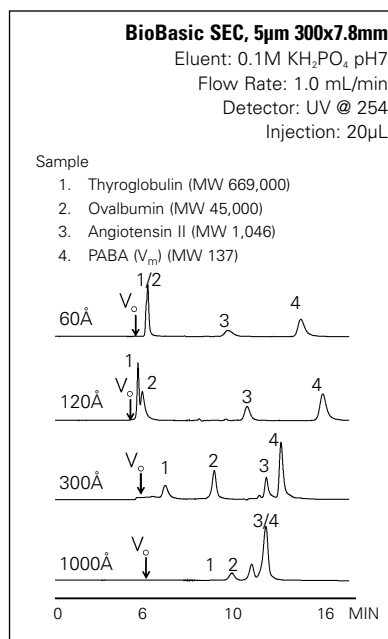 BioBasic SEC, 5µm 300x7.8mm
Eluent: 0.1M KH₂PO₄ pH7
Flow Rate: 1.0 mL/min
Detector: UV @ 254
Injection: 20µL
Sample
1. Thyroglobulin (MW 669,000)
2. Ovalbumin (MW 45,000)
3. Angiotensin II (MW 1,046)
4. PABA (Vₘ) (MW 137)
60Å Vₒ 1/2 3 4
120Å Vₒ 1 2 3 4
300Å Vₒ 1 2 3 4
1000Å Vₒ 1 2 3/4
0 6 10 16 MIN